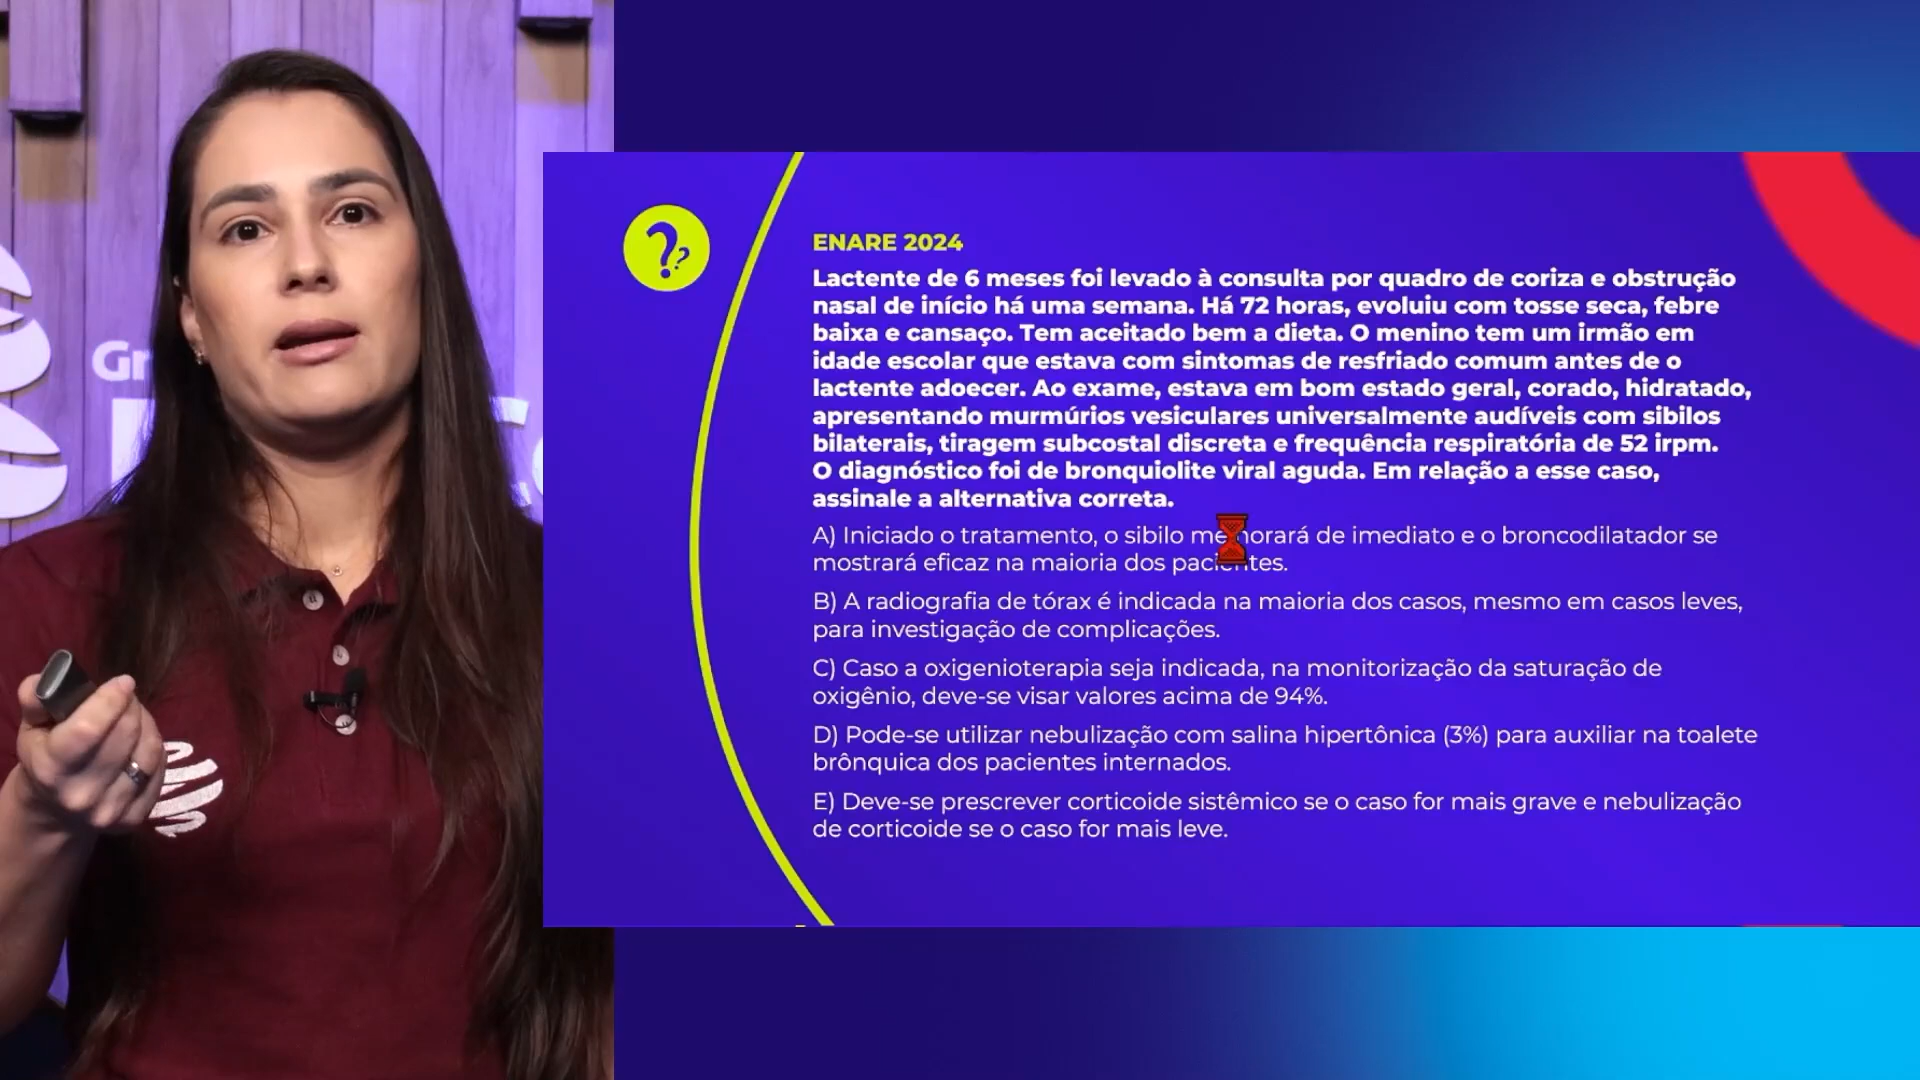 Gr
ENARE 2024
Lactente de 6 meses foi levado à consulta por quadro de coriza e obstrução
nasal de início há uma semana. Há 72 horas, evoluiu com tosse seca, febre
baixa e cansaço. Tem aceitado bem a dieta. O menino tem um irmão em
idade escolar que estava com sintomas de resfriado comum antes de o
lactente adoecer. Ao exame, estava em bom estado geral, corado, hidratado,
apresentando murmúrios vesiculares universalmente audíveis com sibilos
bilaterais, tiragem subcostal discreta e frequência respiratória de 52 irpm.
O diagnóstico foi de bronquiolite viral aguda. Em relação a esse caso,
assinale a alternativa correta.
A) Iniciado o tratamento, o sibilo melhorará de imediato e o broncodilatador se
mostrará eficaz na maioria dos pacientes.
B) A radiografia de tórax é indicada na maioria dos casos, mesmo em casos leves,
para investigação de complicações.
C) Caso a oxigenioterapia seja indicada, na monitorização da saturação de
oxigênio, deve-se visar valores acima de 94%.
D) Pode-se utilizar nebulização com salina hipertônica (3%) para auxiliar na toalete
brônquica dos pacientes internados.
E) Deve-se prescrever corticoide sistêmico se o caso for mais grave e nebulização
de corticoide se o caso for mais leve.